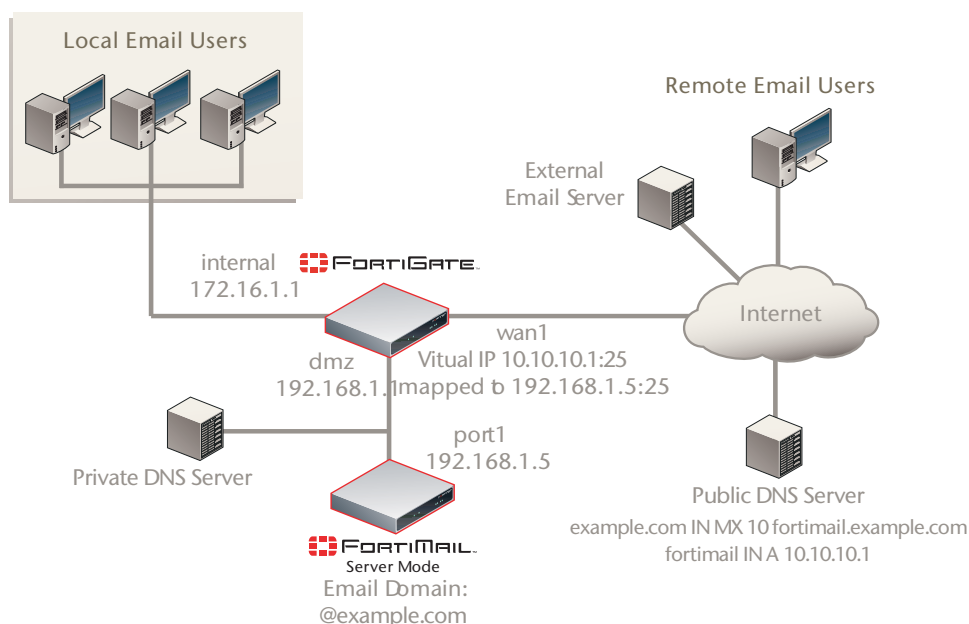 Local Email Users
Remote Email Users
External
Email Server
internal
172.16.1.1
FORTIGATE
Internet
wan1
Vitual IP 10.10.10.1:25
mapped to 192.168.1.5:25
dmz
192.168.1.1
port1
192.168.1.5
Private DNS Server
Public DNS Server
example.com IN MX 10 fortimail.example.com
fortimail IN A 10.10.10.1
FORTIMAIL
Server Mode
Email Domain:
@example.com